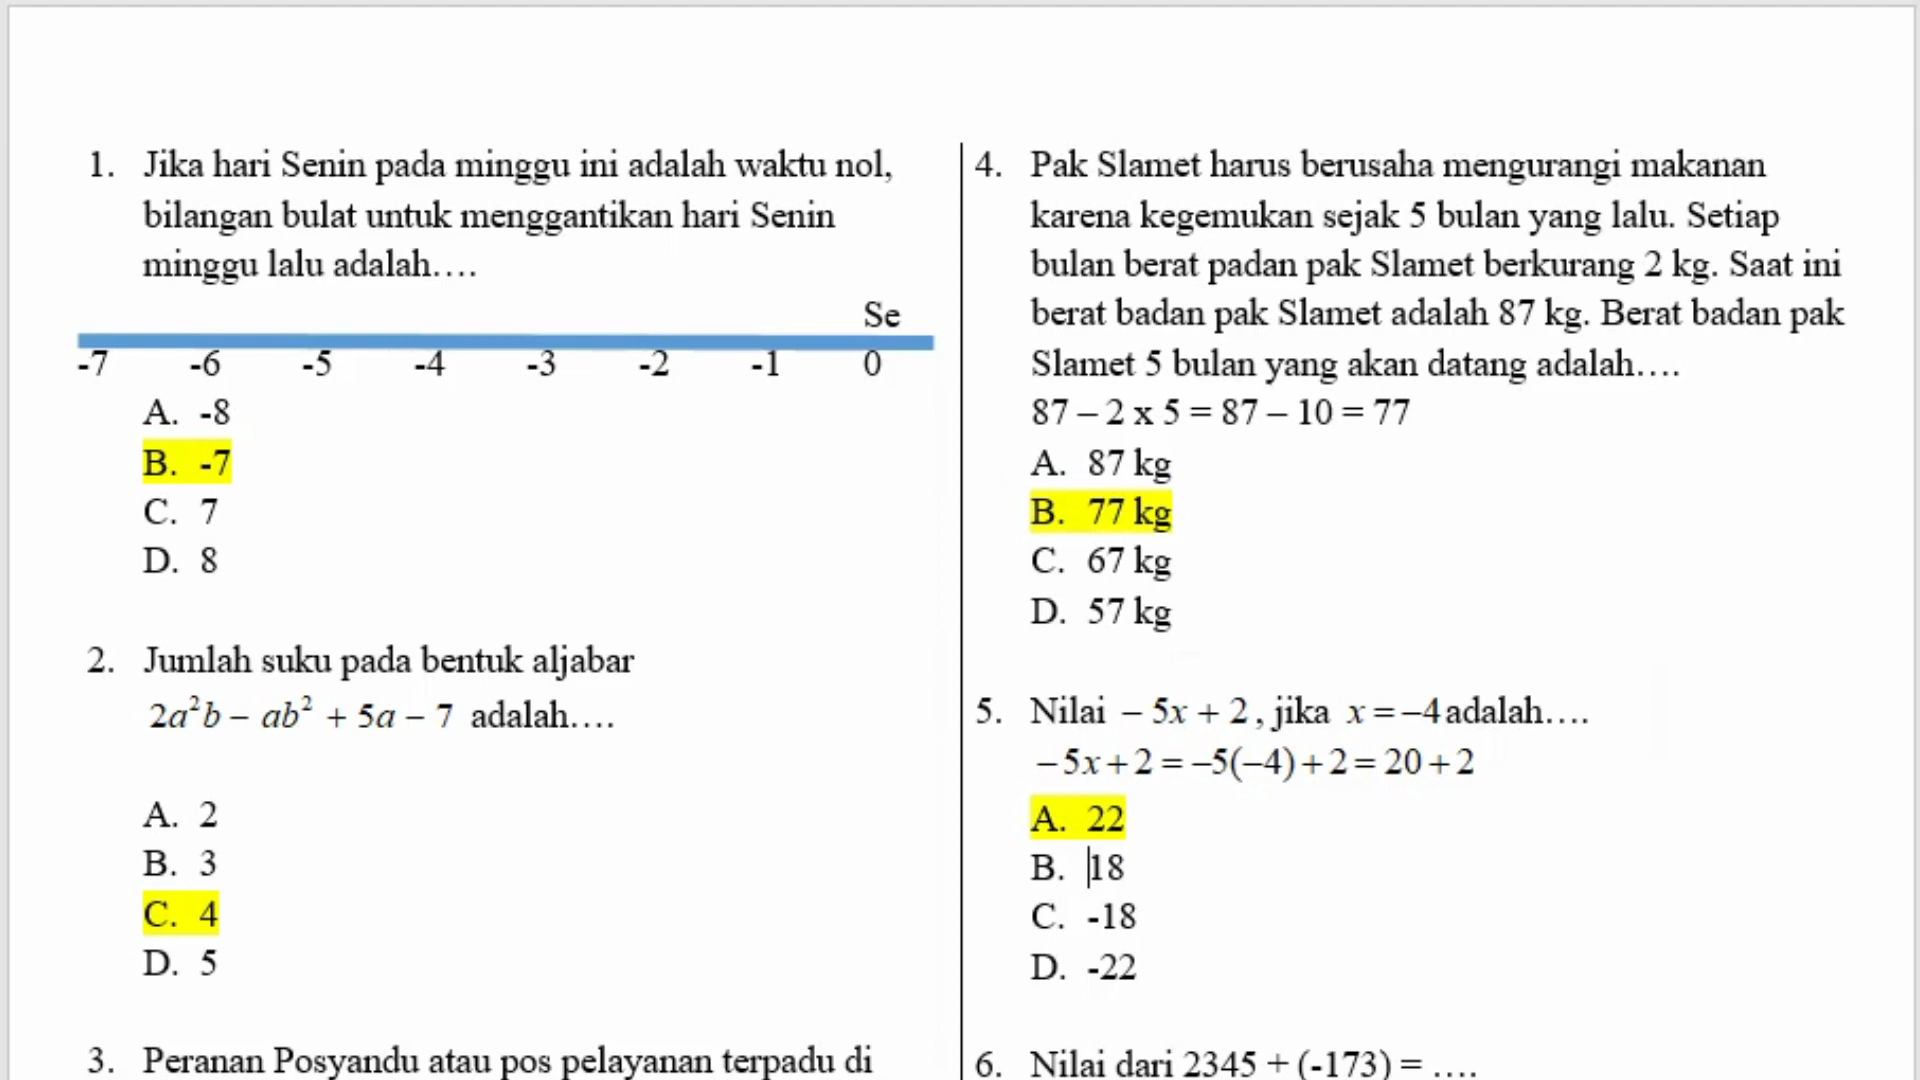 1. Jika hari Senin pada minggu ini adalah waktu nol,
bilangan bulat untuk menggantikan hari Senin
minggu lalu adalah….
Se
-7 -6 -5 -4 -3 -2 -1 0
A. -8
B. -7
C. 7
D. 8
2. Jumlah suku pada bentuk aljabar
2a²b – ab² + 5a – 7 adalah….
A. 2
B. 3
C. 4
D. 5
3. Peranan Posyandu atau pos pelayanan terpadu di
4. Pak Slamet harus berusaha mengurangi makanan
karena kegemukan sejak 5 bulan yang lalu. Setiap
bulan berat padan pak Slamet berkurang 2 kg. Saat ini
berat badan pak Slamet adalah 87 kg. Berat badan pak
Slamet 5 bulan yang akan datang adalah….
87 – 2 x 5 = 87 – 10 = 77
A. 87 kg
B. 77 kg
C. 67 kg
D. 57 kg
5. Nilai – 5x + 2, jika x = –4 adalah….
– 5x + 2 = –5(–4) + 2 = 20 + 2
A. 22
B. 18
C. -18
D. -22
6. Nilai dari 2345 + (-173) = ….